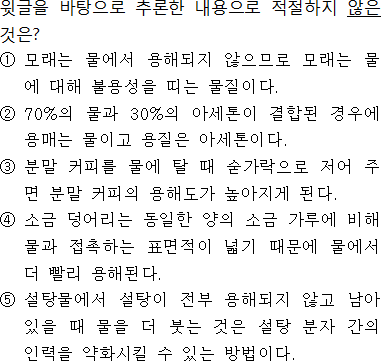 윗글을 바탕으로 추론한 내용으로 적절하지 않은
것은?
① 모래는 물에서 용해되지 않으므로 모래는 물
에 대해 불용성을 띠는 물질이다.
② 70%의 물과 30%의 아세톤이 결합된 경우에
용매는 물이고 용질은 아세톤이다.
③ 분말 커피를 물에 탈 때 숟가락으로 저어 주
면 분말 커피의 용해도가 높아지게 된다.
④ 소금 덩어리는 동일한 양의 소금 가루에 비해
물과 접촉하는 표면적이 넓기 때문에 물에서
더 빨리 용해된다.
⑤ 설탕물에서 설탕이 전부 용해되지 않고 남아
있을 때 물을 더 붓는 것은 설탕 분자 간의
인력을 약화시킬 수 있는 방법이다.